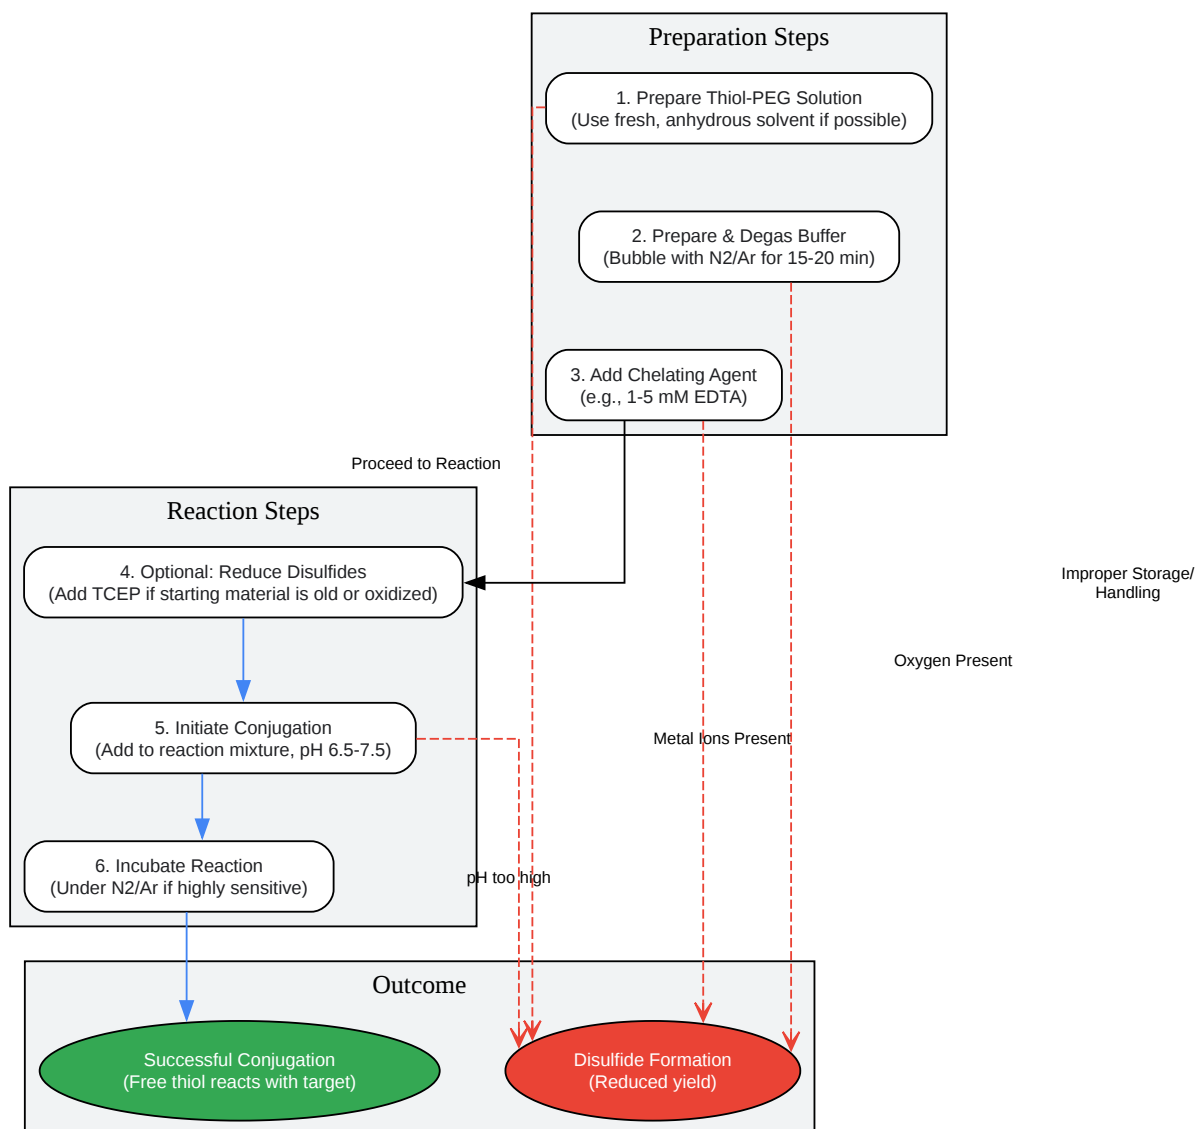 Preparation Steps
1. Prepare Thiol-PEG Solution
(Use fresh, anhydrous solvent if possible)
2. Prepare & Degas Buffer
(Bubble with N2/Ar for 15-20 min)
3. Add Chelating Agent
(e.g., 1-5 mM EDTA)
Proceed to Reaction
Reaction Steps
4. Optional: Reduce Disulfides
(Add TCEP if starting material is old or oxidized)
Improper Storage/
Handling
Oxygen Present
5. Initiate Conjugation
(Add to reaction mixture, pH 6.5-7.5)
Metal Ions Present
6. Incubate Reaction
(Under N2/Ar if highly sensitive)
pH too high
Outcome
Successful Conjugation
(Free thiol reacts with target)
Disulfide Formation
(Reduced yield)